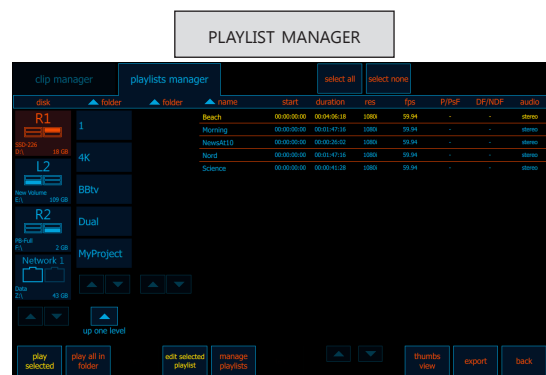 PLAYLIST MANAGER
clip manager playlists manager select all select none
disk folder folder name start duration res fps P/PsF DF/NDF audio
R1
SSD-226
D:\ 18 GB
L2
New Volume
E:\ 109 GB
R2
PB-Full
F:\ 2 GB
Network 1
Data
Z:\ 43 GB
1
4K
BBtv
Dual
MyProject
up one level
Beach 00:00:00:00 00:04:06:18 1080i 59.94 - - stereo
Morning 00:00:00:00 00:01:47:16 1080i 59.94 - - stereo
NewsAt10 00:00:00:00 00:00:26:02 1080i 59.94 - - stereo
Nord 00:00:00:00 00:01:47:16 1080i 59.94 - - stereo
Science 00:00:00:00 00:00:41:28 1080i 59.94 - - stereo
play selected
play all in folder
edit selected playlist
manage playlists
thumbs view
export
back